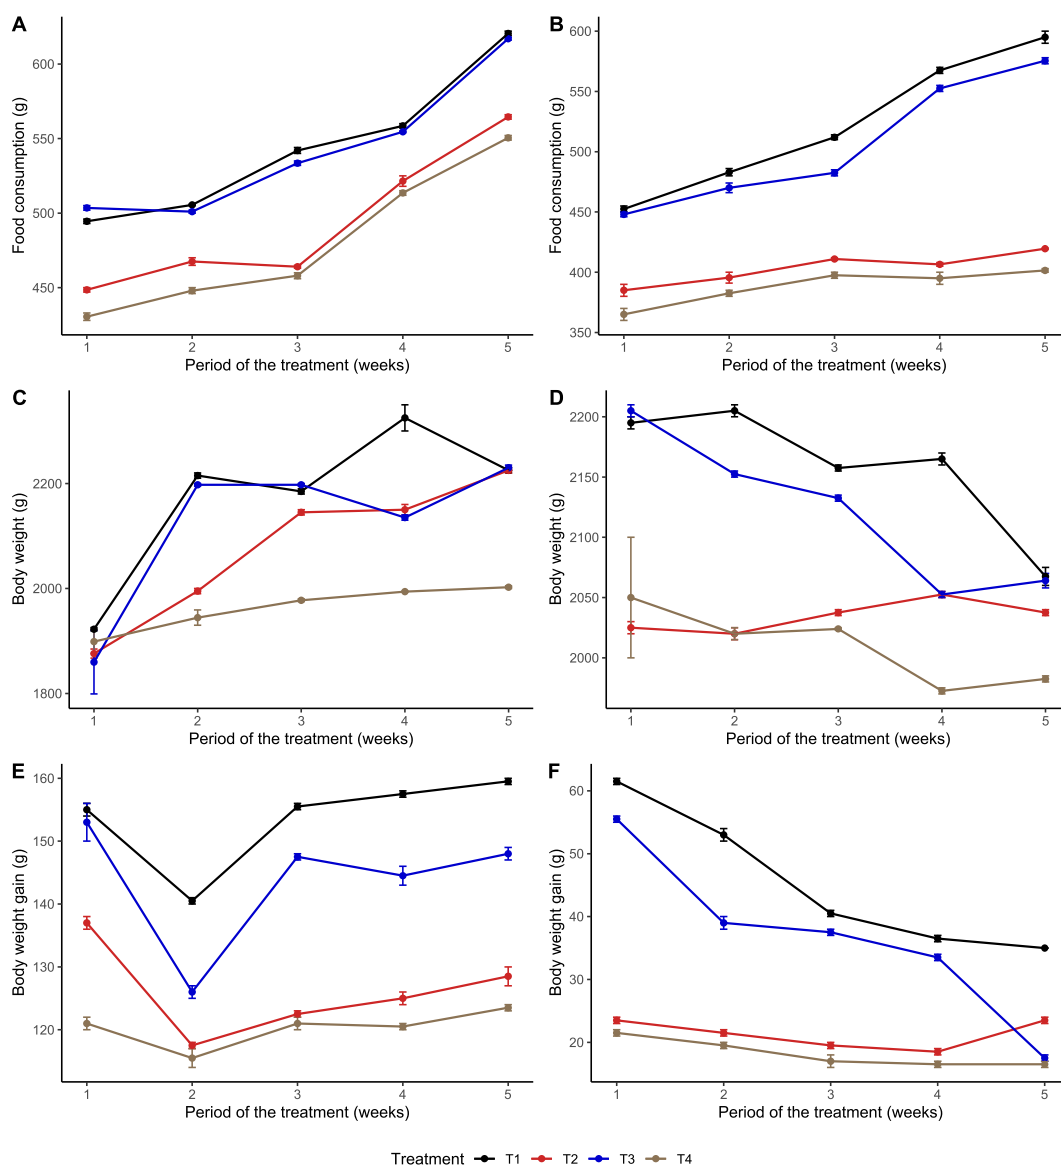 A
Food consumption (g)
600
550
500
450
1 2 3 4 5
Period of the treatment (weeks)
B
Food consumption (g)
600
550
500
450
400
350
1 2 3 4 5
Period of the treatment (weeks)
C
Body weight (g)
2200
2000
1800
1 2 3 4 5
Period of the treatment (weeks)
D
Body weight (g)
2200
2150
2100
2050
2000
1 2 3 4 5
Period of the treatment (weeks)
E
Body weight gain (g)
160
150
140
130
120
1 2 3 4 5
Period of the treatment (weeks)
F
Body weight gain (g)
60
50
40
30
20
1 2 3 4 5
Period of the treatment (weeks)
Treatment T1 T2 T3 T4